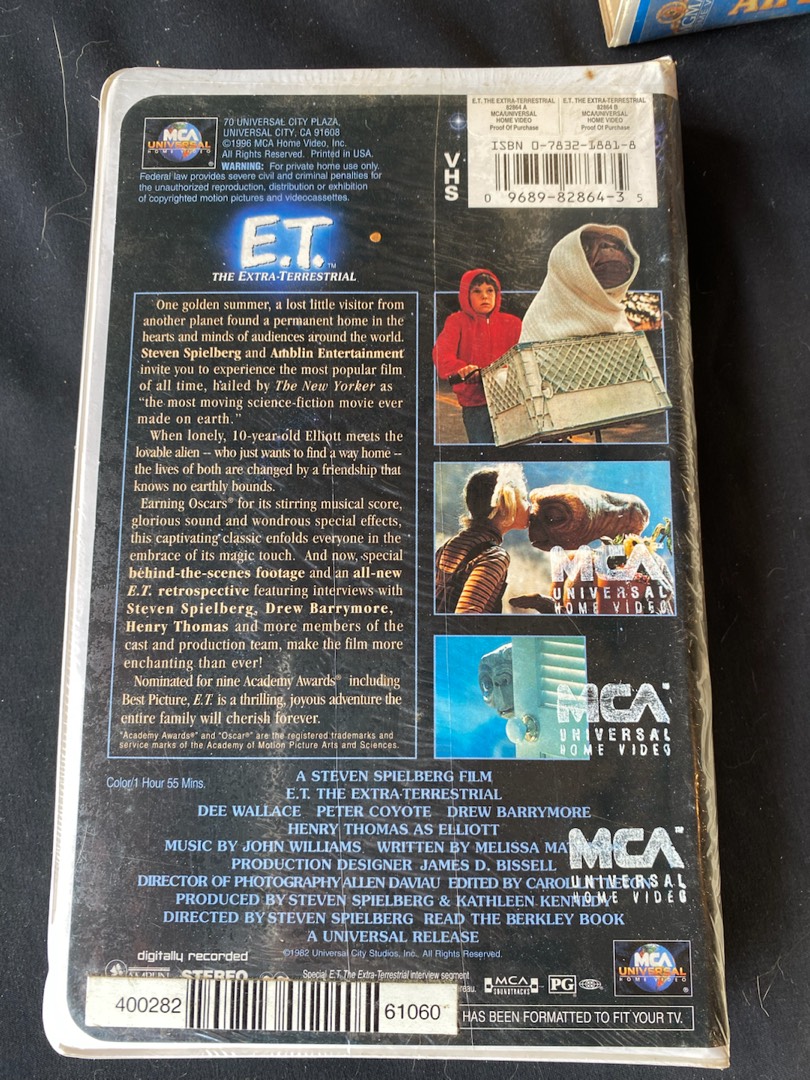 MCA
UNIVERSAL
HOME VIDEO
70 UNIVERSAL CITY PLAZA,
UNIVERSAL CITY, CA 91608
©1996 MCA Home Video, Inc.
All Rights Reserved. Printed in USA.
WARNING: For private home use only.
Federal law provides severe civil and criminal penalties for
the unauthorized reproduction, distribution or exhibition
of copyrighted motion pictures and videocassettes.
VHS
E.T. THE EXTRA-TERRESTRIAL
82864 A
MCA/UNIVERSAL
HOME VIDEO
Proof Of Purchase
E.T. THE EXTRA-TERRESTRIAL
82864 B
MCA/UNIVERSAL
HOME VIDEO
Proof Of Purchase
ISBN 0-7832-1881-8
0 9689-82864-3 5
E.T.™
THE EXTRA-TERRESTRIAL
One golden summer, a lost little visitor from
another planet found a permanent home in the
hearts and minds of audiences around the world.
Steven Spielberg and Amblin Entertainment
invite you to experience the most popular film
of all time, hailed by The New Yorker as
"the most moving science-fiction movie ever
made on earth."
When lonely, 10-year-old Elliott meets the
lovable alien -- who just wants to find a way home --
the lives of both are changed by a friendship that
knows no earthly bounds.
Earning Oscars® for its stirring musical score,
glorious sound and wondrous special effects,
this captivating classic enfolds everyone in the
embrace of its magic touch. And now, special
behind-the-scenes footage and an all-new
E.T. retrospective featuring interviews with
Steven Spielberg, Drew Barrymore,
Henry Thomas and more members of the
cast and production team, make the film more
enchanting than ever!
Nominated for nine Academy Awards® including
Best Picture, E.T. is a thrilling, joyous adventure the
entire family will cherish forever.
"Academy Awards®" and "Oscar®" are the registered trademarks and
service marks of the Academy of Motion Picture Arts and Sciences.
MCA
UNIVERSAL
HOME VIDEO
MCA™
UNIVERSAL
HOME VIDEO
Color/1 Hour 55 Mins.
A STEVEN SPIELBERG FILM
E.T. THE EXTRA-TERRESTRIAL
DEE WALLACE PETER COYOTE DREW BARRYMORE
HENRY THOMAS AS ELLIOTT
MUSIC BY JOHN WILLIAMS WRITTEN BY MELISSA
PRODUCTION DESIGNER JAMES D. BISSELL
DIRECTOR OF PHOTOGRAPHY ALLEN DAVIAU EDITED BY CAROL
PRODUCED BY STEVEN SPIELBERG & KATHLEEN KENNEDY
DIRECTED BY STEVEN SPIELBERG READ THE BERKLEY BOOK
A UNIVERSAL RELEASE
MCA™
UNIVERSAL
HOME VIDEO
©1982 Universal City Studios, Inc. All Rights Reserved.
digitally recorded
STEREO
Special E.T. The Extra-Terrestrial interview segment
MCA
SOUNDTRACKS
PG
MCA
UNIVERSAL
HOME VIDEO
400282
61060
HAS BEEN FORMATTED TO FIT YOUR TV.